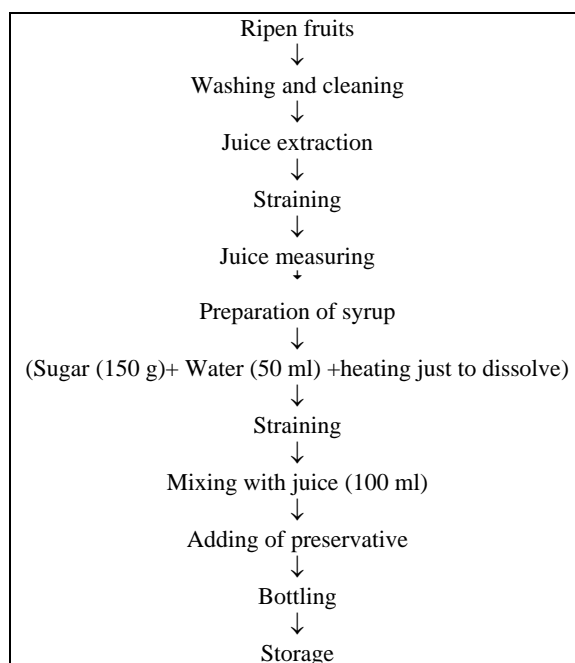 Ripen fruits
↓
Washing and cleaning
↓
Juice extraction
↓
Straining
↓
Juice measuring
↓
Preparation of syrup
↓
(Sugar (150 g)+ Water (50 ml) +heating just to dissolve)
↓
Straining
↓
Mixing with juice (100 ml)
↓
Adding of preservative
↓
Bottling
↓
Storage